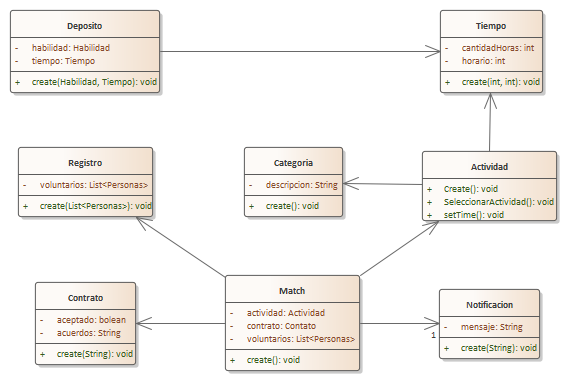 Deposito
- habilidad: Habilidad
- tiempo: Tiempo
+ create(Habilidad, Tiempo): void
Tiempo
- cantidadHoras: int
- horario: int
+ create(int, int): void
Registro
- voluntarios: List<Personas>
+ create(List<Personas>): void
Categoria
- descripcion: String
+ create(): void
Actividad
+ Create(): void
+ SeleccionarActividad(): void
+ setTime(): void
Contrato
- aceptado: bolean
- acuerdos: String
+ create(String): void
Match
- actividad: Actividad
- contrato: Contato
- voluntarios: List<Personas>
+ create(): void
Notificacion
- mensaje: String
+ create(String): void
1